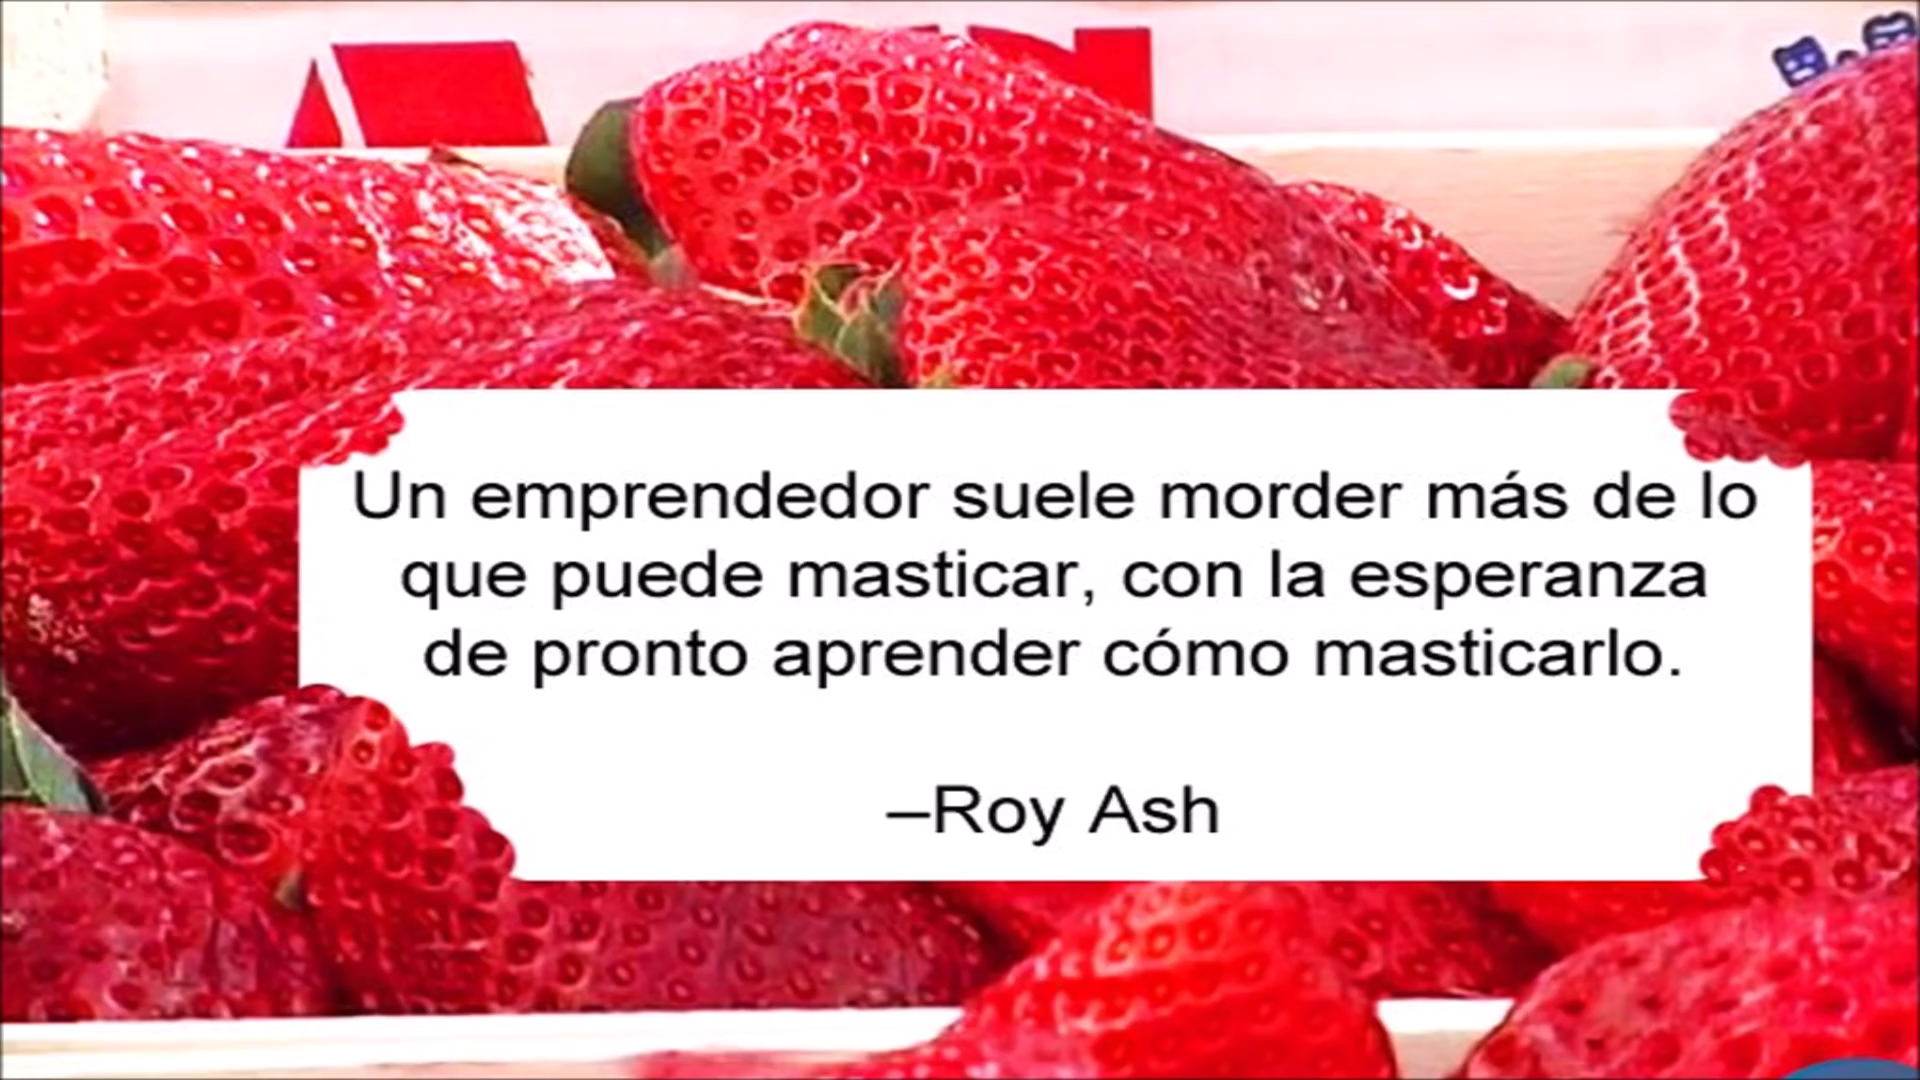 Un emprendedor suele morder más de lo
que puede masticar, con la esperanza
de pronto aprender cómo masticarlo.
–Roy Ash